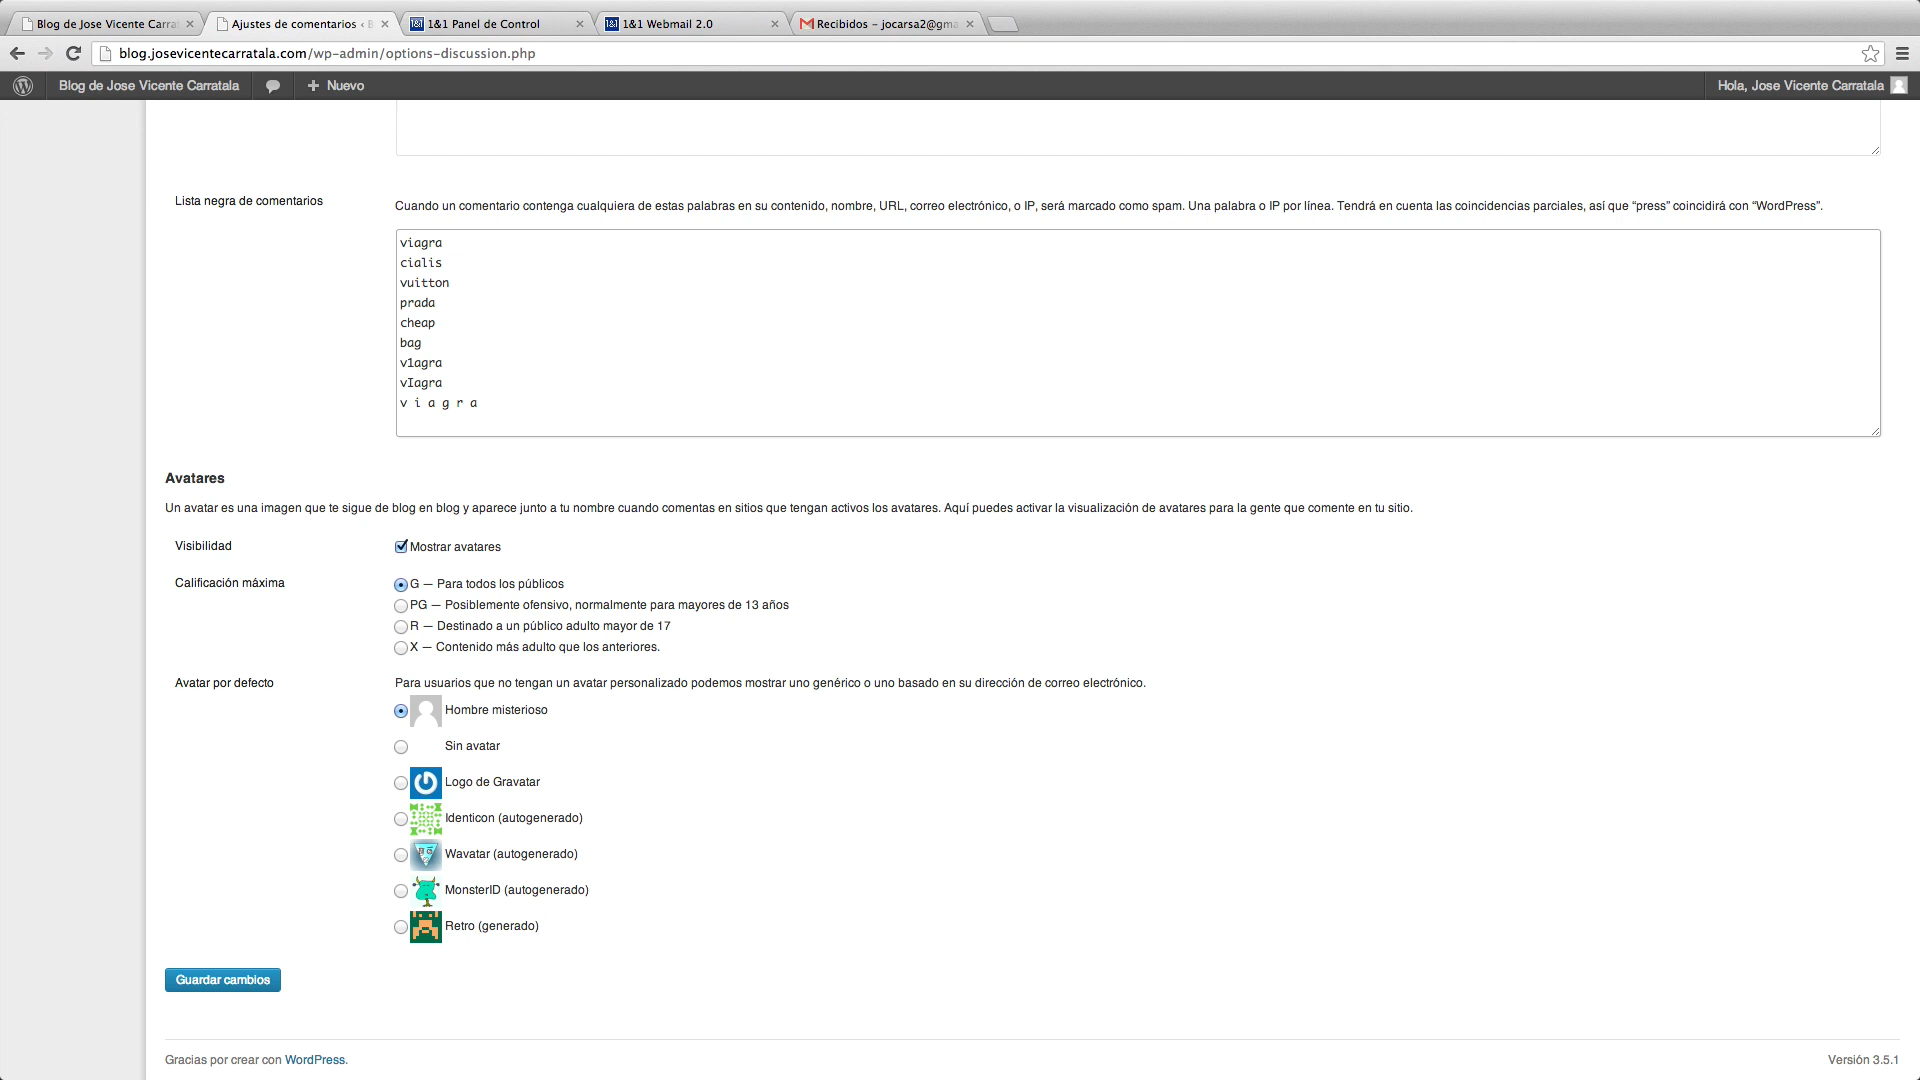 Blog de Jose Vicente Carrat
Ajustes de comentarios ‹ B
1&1 Panel de Control
1&1 Webmail 2.0
Recibidos – jocarsa2@gma
blog.josevicentecarratala.com/wp-admin/options-discussion.php
Blog de Jose Vicente Carratala
+ Nuevo
Hola, Jose Vicente Carratala
Lista negra de comentarios
Cuando un comentario contenga cualquiera de estas palabras en su contenido, nombre, URL, correo electrónico, o IP, será marcado como spam. Una palabra o IP por línea. Tendrá en cuenta las coincidencias parciales, así que “press” coincidirá con “WordPress”.
viagra
cialis
vuitton
prada
cheap
bag
v1agra
vIagra
v i a g r a
Avatares
Un avatar es una imagen que te sigue de blog en blog y aparece junto a tu nombre cuando comentas en sitios que tengan activos los avatares. Aquí puedes activar la visualización de avatares para la gente que comente en tu sitio.
Visibilidad
Mostrar avatares
Calificación máxima
G — Para todos los públicos
PG — Posiblemente ofensivo, normalmente para mayores de 13 años
R — Destinado a un público adulto mayor de 17
X — Contenido más adulto que los anteriores.
Avatar por defecto
Para usuarios que no tengan un avatar personalizado podemos mostrar uno genérico o uno basado en su dirección de correo electrónico.
Hombre misterioso
Sin avatar
Logo de Gravatar
Identicon (autogenerado)
Wavatar (autogenerado)
MonsterID (autogenerado)
Retro (generado)
Guardar cambios
Gracias por crear con WordPress.
Versión 3.5.1